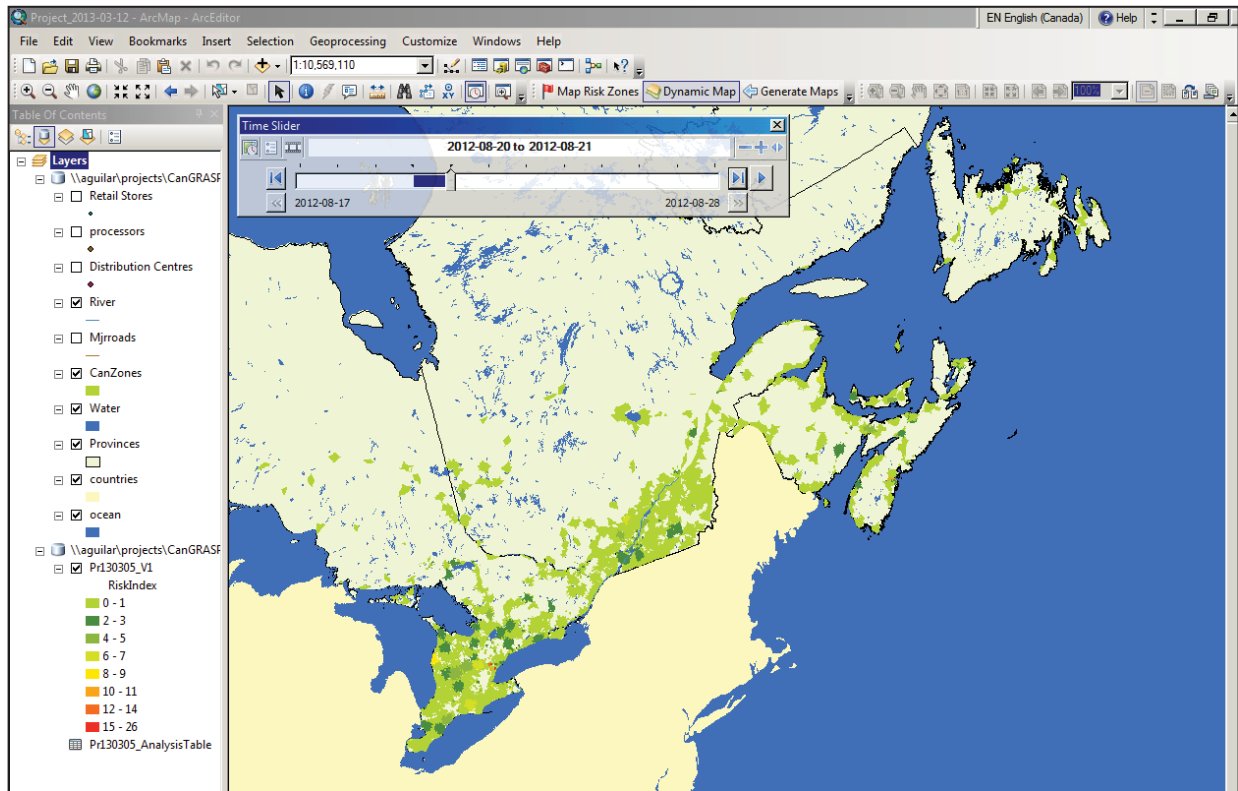 Project_2013-03-12 - ArcMap - ArcEditor
EN English (Canada) Help
File Edit View Bookmarks Insert Selection Geoprocessing Customize Windows Help
1:10,569,110
Map Risk Zones Dynamic Map Generate Maps 100%
Table Of Contents
Time Slider
2012-08-20 to 2012-08-21
2012-08-17 2012-08-28
Layers
\\aguilar\projects\CanGRASP
Retail Stores
processors
Distribution Centres
River
Mjrroads
CanZones
Water
Provinces
countries
ocean
\\aguilar\projects\CanGRASP
Pr130305_V1
RiskIndex
0 - 1
2 - 3
4 - 5
6 - 7
8 - 9
10 - 11
12 - 14
15 - 26
Pr130305_AnalysisTable